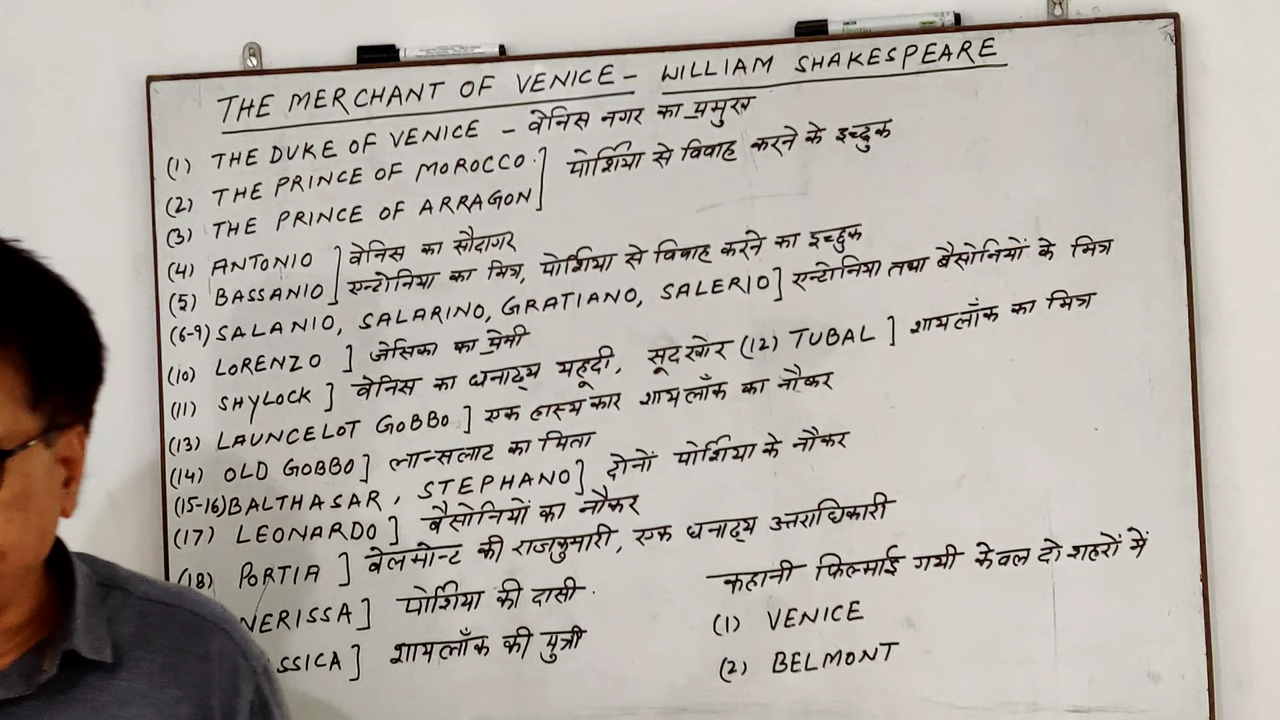 THE MERCHANT OF VENICE - WILLIAM SHAKESPEARE
(1) THE DUKE OF VENICE - वेनिस नगर का प्रमुख
(2) THE PRINCE OF MOROCCO ] पोर्शिया से विवाह करने के इच्छुक
(3) THE PRINCE OF ARRAGON ]
(4) ANTONIO ] वेनिस का सौदागर
(5) BASSANIO ] एन्टोनिया का मित्र, पोर्शिया से विवाह करने का इच्छुक
(6-9) SALANIO, SALARINO, GRATIANO, SALERIO ] एन्टोनिया तथा बैसोनियों के मित्र
(10) LORENZO ] जेसिका का प्रेमी
(11) SHYLOCK ] वेनिस का धनाढ्य यहूदी, सूदखोर (12) TUBAL ] शायलॉक का मित्र
(13) LAUNCELOT GOBBO ] एक हास्यकार शायलॉक का नौकर
(14) OLD GOBBO ] लान्सलाट का पिता
(15-16) BALTHASAR, STEPHANO ] दोनों पोर्शिया के नौकर
(17) LEONARDO ] बैसोनियों का नौकर
(18) PORTIA ] बेलमोन्ट की राजकुमारी, एक धनाढ्य उत्तराधिकारी
NERISSA ] पोर्शिया की दासी.
SSICA ] शायलॉक की पुत्री
कहानी फिल्माई गयी केवल दो शहरों में
(1) VENICE
(2) BELMONT